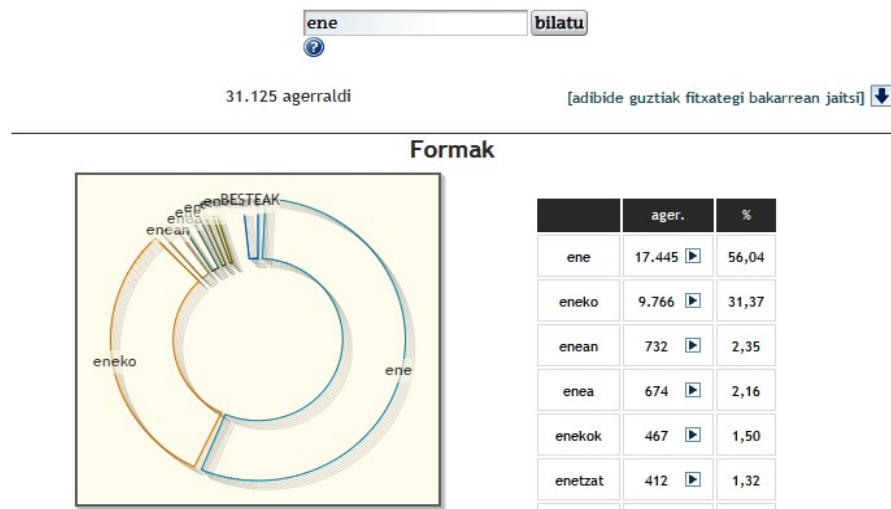 ene bilatu
31.125 agerraldi [adibide guztiak fitxategi bakarrean jaitsi]
Formak
BESTEAK
enea
enean
eneko
ene
ager. %
ene 17.445 56,04
eneko 9.766 31,37
enean 732 2,35
enea 674 2,16
enekok 467 1,50
enetzat 412 1,32